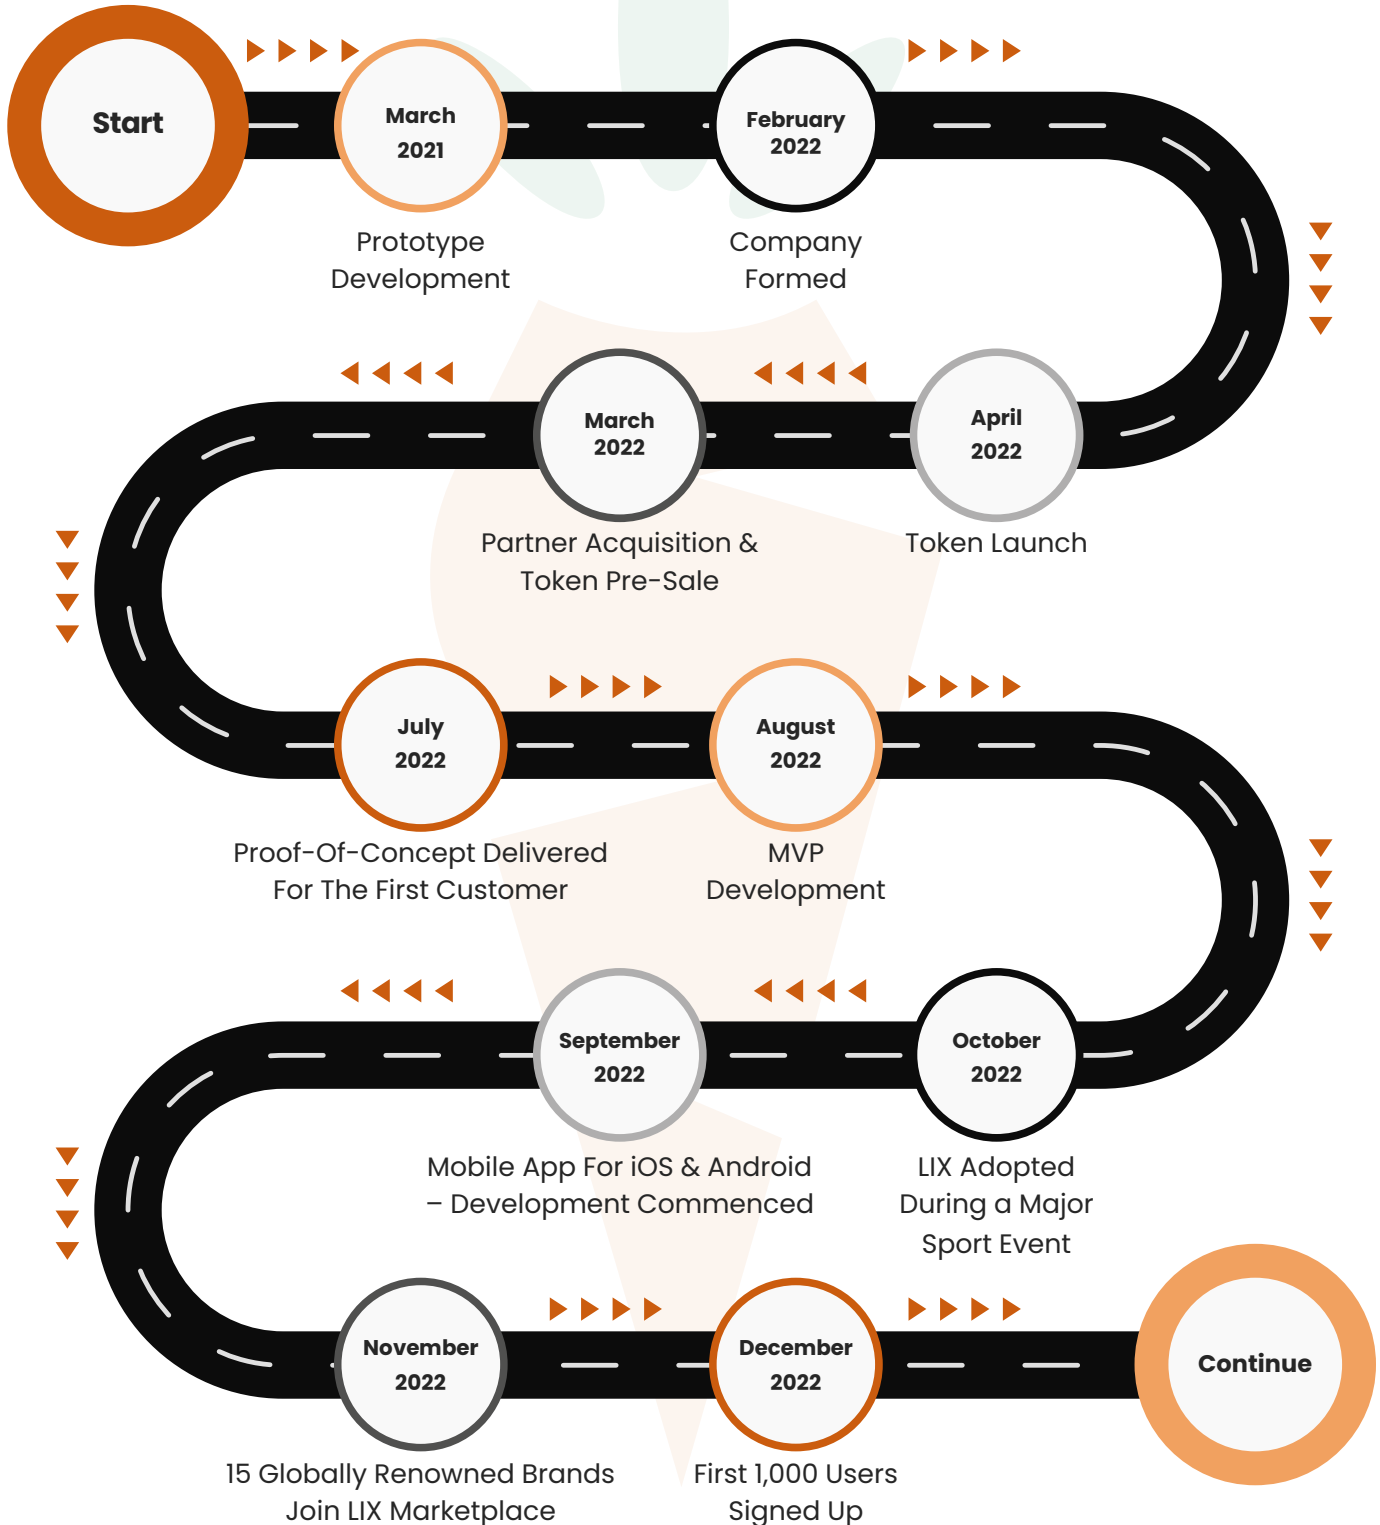 Start
March
2021
Prototype
Development
February
2022
Company
Formed
March
2022
Partner Acquisition &
Token Pre-Sale
April
2022
Token Launch
July
2022
Proof-Of-Concept Delivered
For The First Customer
August
2022
MVP
Development
September
2022
Mobile App For iOS & Android
– Development Commenced
October
2022
LIX Adopted
During a Major
Sport Event
November
2022
15 Globally Renowned Brands
Join LIX Marketplace
December
2022
First 1,000 Users
Signed Up
Continue